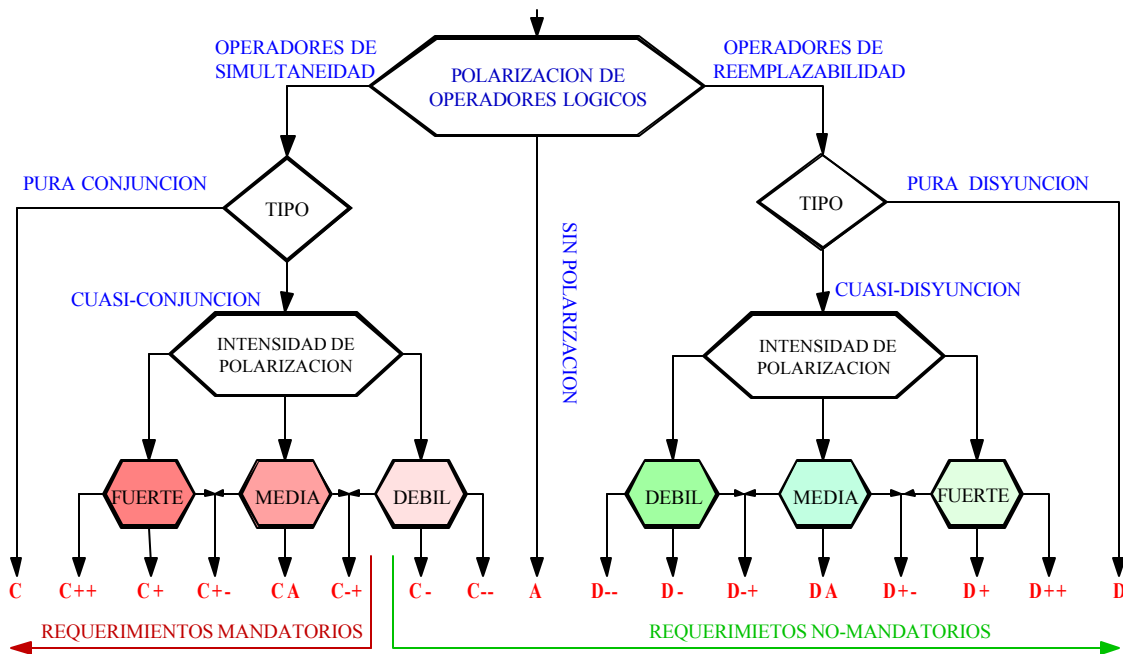 OPERADORES DE
SIMULTANEIDAD
POLARIZACION DE
OPERADORES LOGICOS
OPERADORES DE
REEMPLAZABILIDAD
PURA CONJUNCION
TIPO
PURA DISYUNCION
TIPO
SIN POLARIZACION
CUASI-CONJUNCION
CUASI-DISYUNCION
INTENSIDAD DE
POLARIZACION
INTENSIDAD DE
POLARIZACION
FUERTE
MEDIA
DEBIL
DEBIL
MEDIA
FUERTE
C C++ C+ C+- CA C-+ C- C-- A D-- D- D-+ DA D+- D+ D++ D
REQUERIMIENTOS MANDATORIOS
REQUERIMIETOS NO-MANDATORIOS